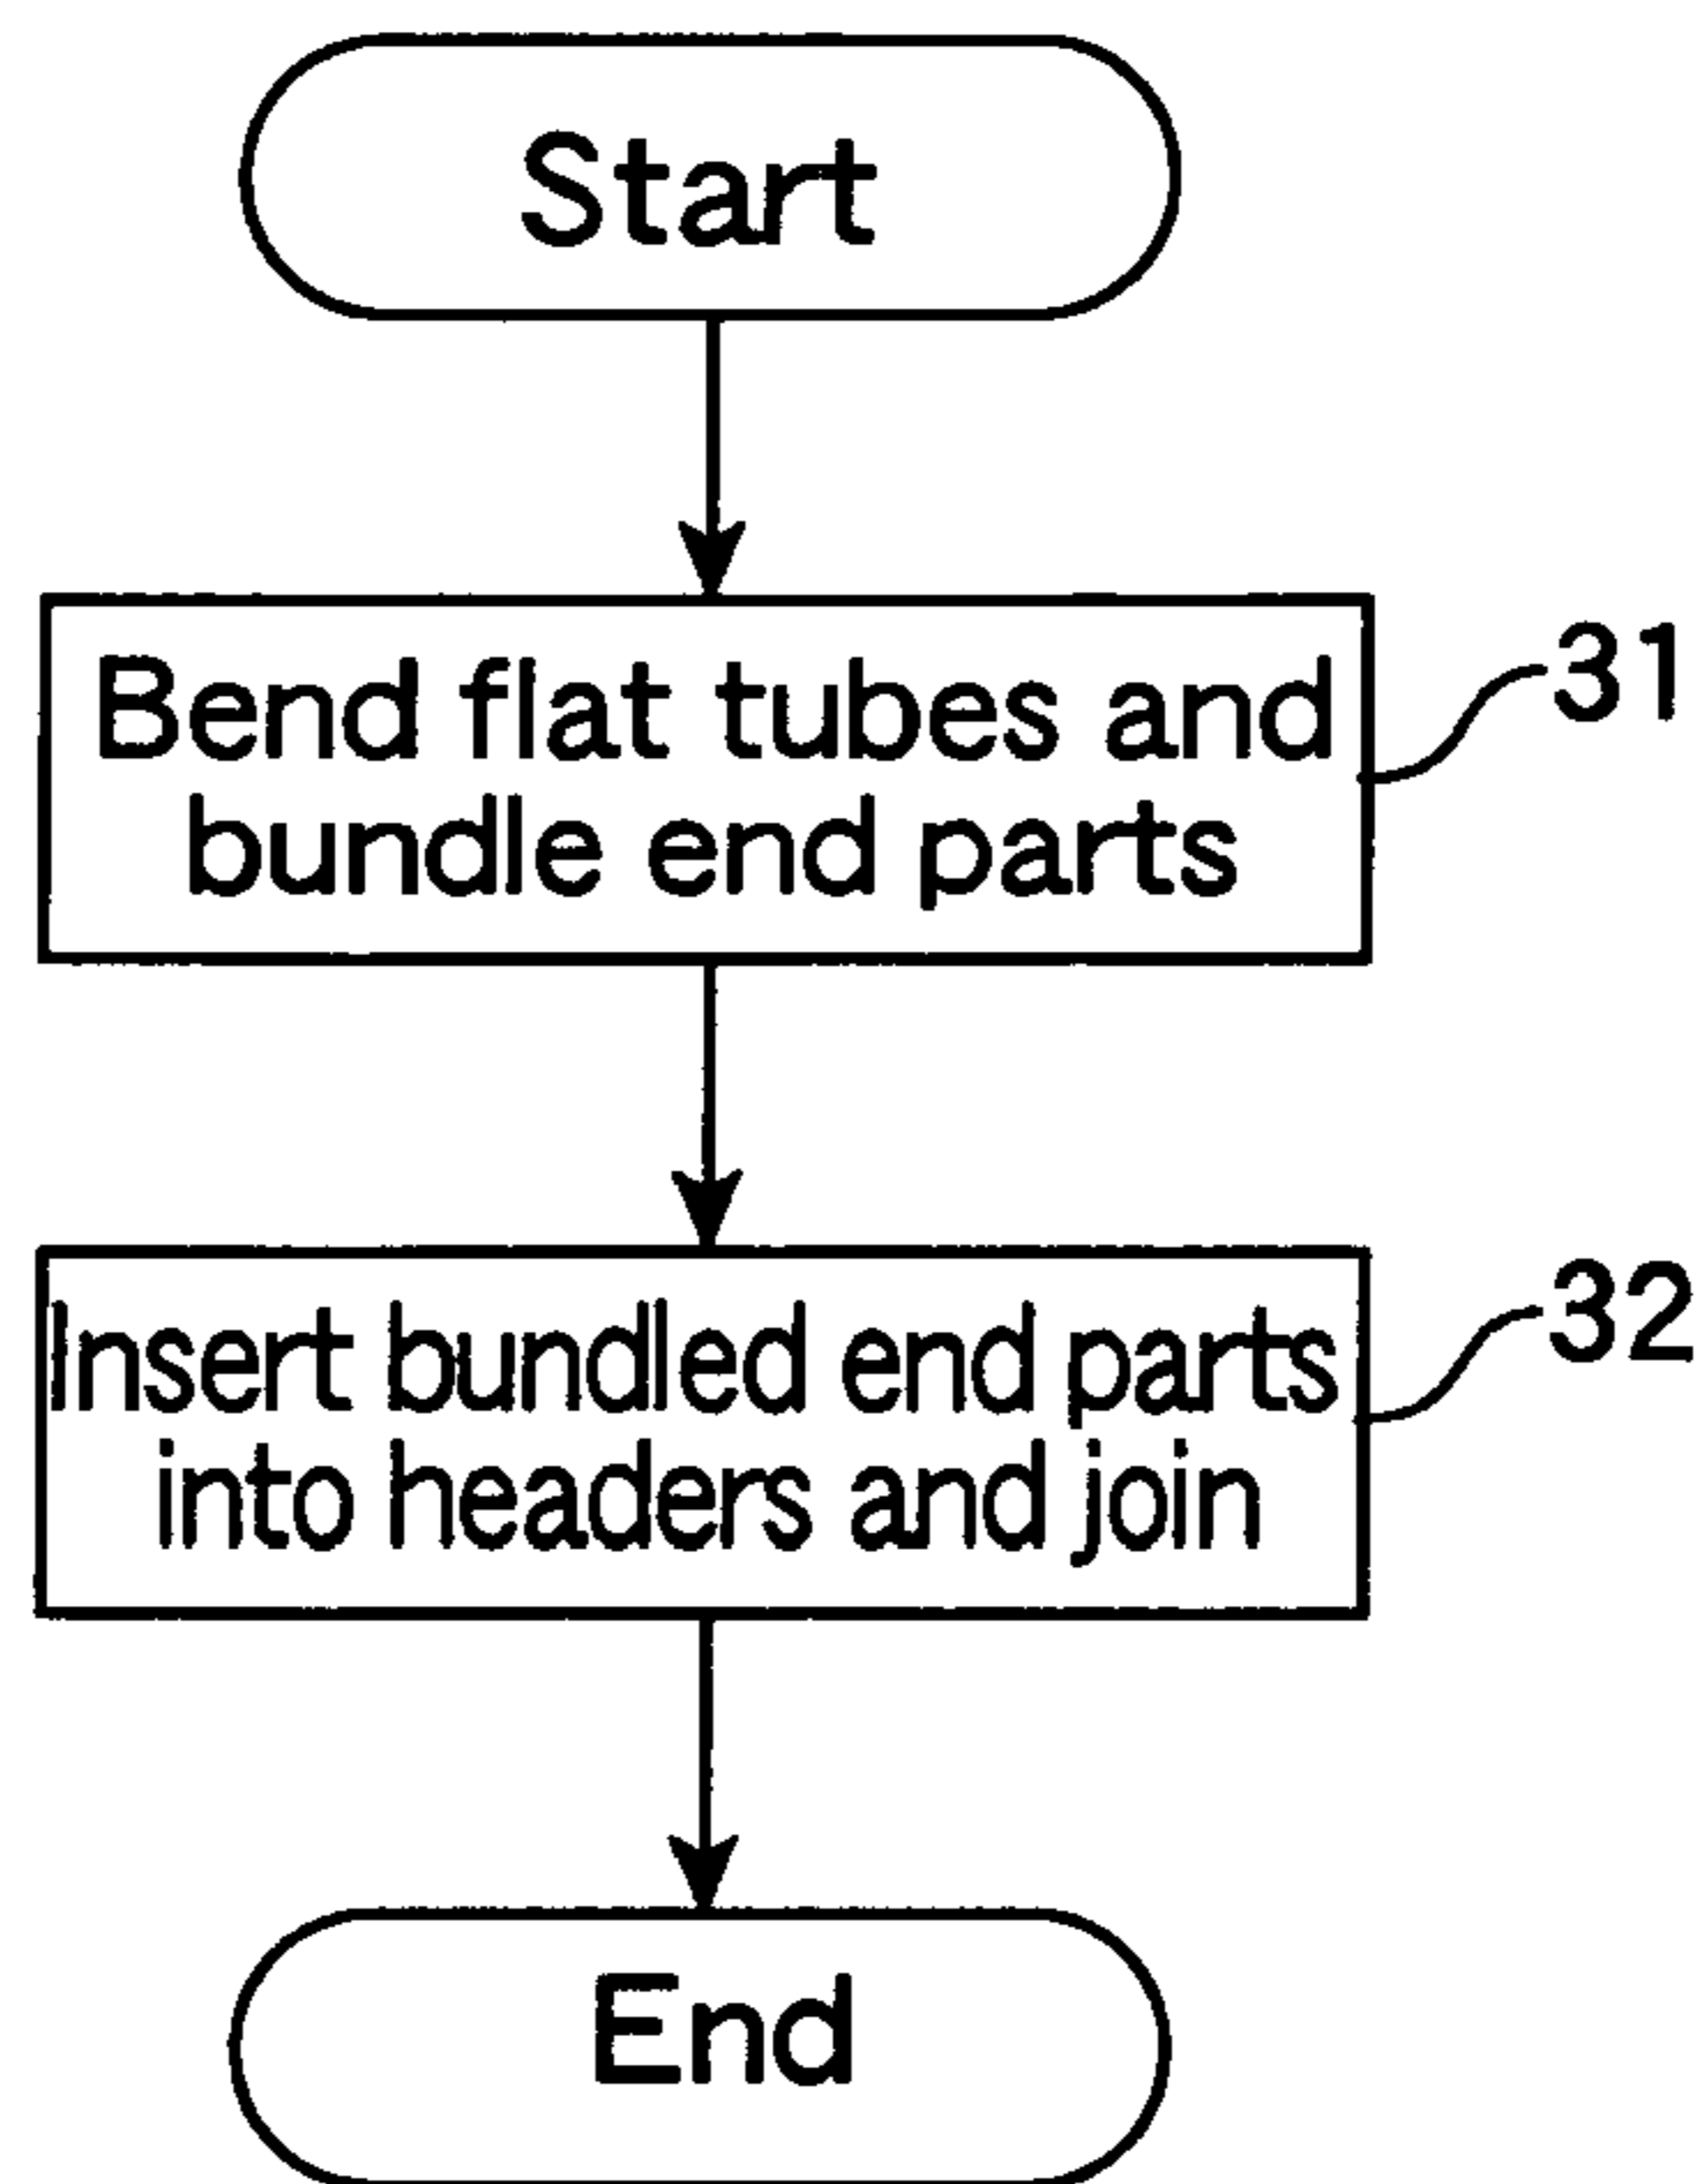 Start
Bend flat tubes and
bundle end parts
31
Insert bundled end parts
into headers and join
32
End